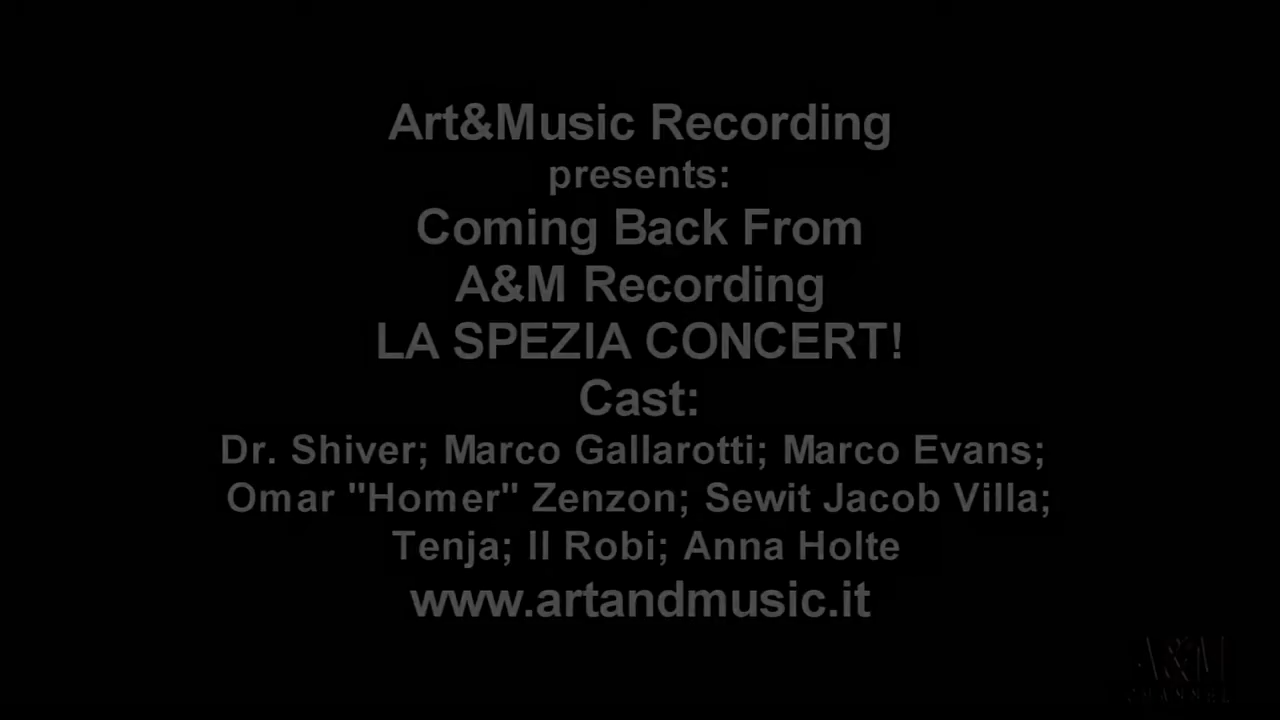 Art&Music Recording
presents:
Coming Back From
A&M Recording
LA SPEZIA CONCERT!
Cast:
Dr. Shiver; Marco Gallarotti; Marco Evans;
Omar "Homer" Zenzon; Sewit Jacob Villa;
Tenja; Il Robi; Anna Holte
www.artandmusic.it
A&M
CHANNEL